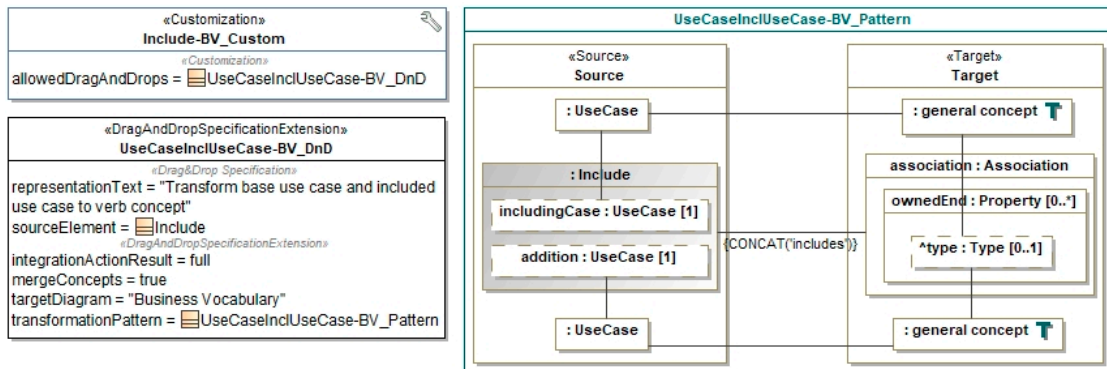 «Customization»
Include-BV_Custom
«Customization»
allowedDragAndDrops = UseCaseInclUseCase-BV_DnD
«DragAndDropSpecificationExtension»
UseCaseInclUseCase-BV_DnD
«Drag&Drop Specification»
representationText = "Transform base use case and included
use case to verb concept"
sourceElement = Include
«DragAndDropSpecificationExtension»
integrationActionResult = full
mergeConcepts = true
targetDiagram = "Business Vocabulary"
transformationPattern = UseCaseInclUseCase-BV_Pattern
UseCaseInclUseCase-BV_Pattern
«Source»
Source
: UseCase
: Include
includingCase : UseCase [1]
addition : UseCase [1]
: UseCase
{CONCAT('includes')}
«Target»
Target
: general concept
association : Association
ownedEnd : Property [0..*]
^type : Type [0..1]
: general concept